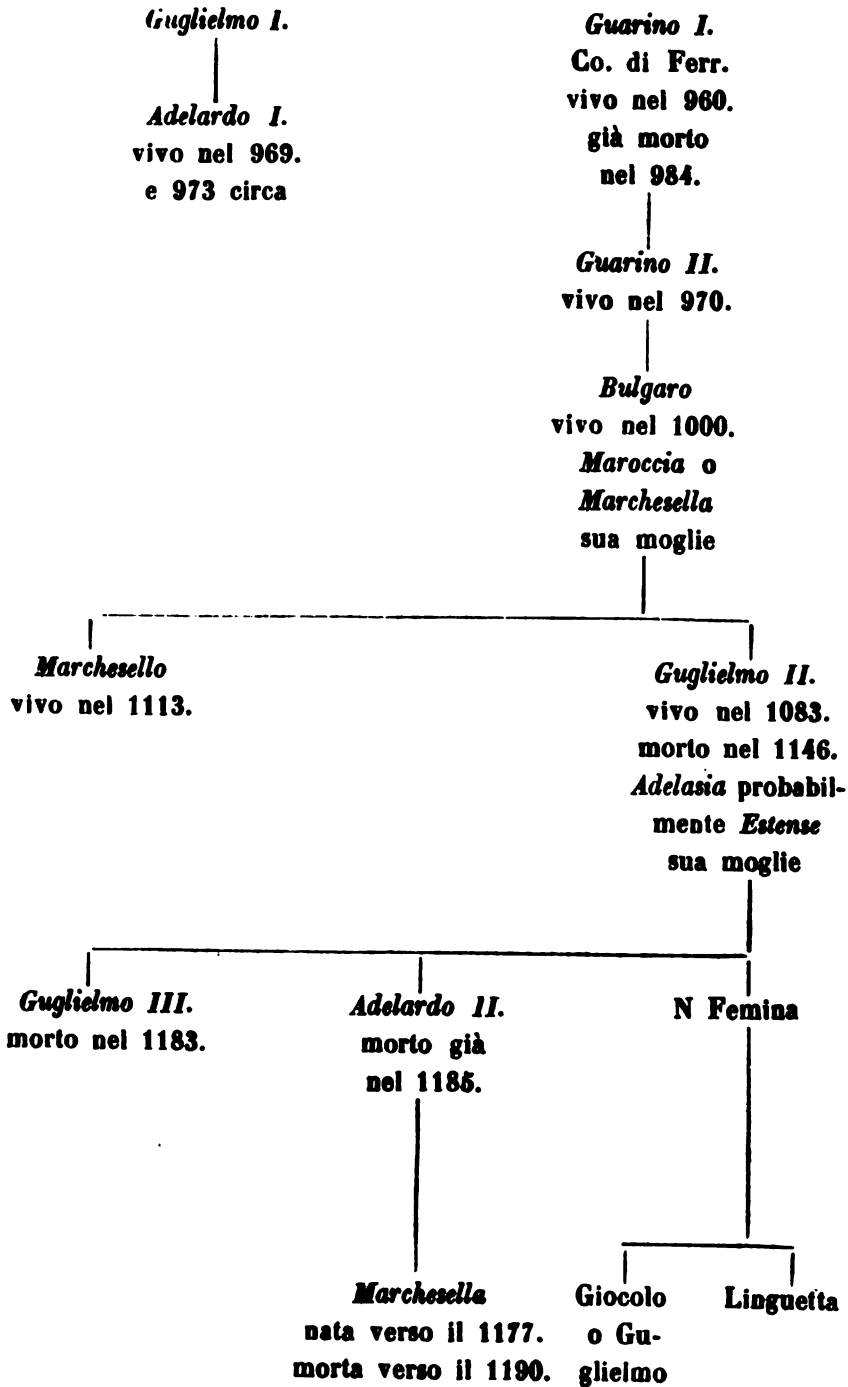 Guglielmo I.
Adelardo I.
vivo nel 969.
e 973 circa
Guarino I.
Co. di Ferr.
vivo nel 960.
già morto
nel 984.
Guarino II.
vivo nel 970.
Bulgaro
vivo nel 1000.
Maroccia o
Marchesella
sua moglie
Marchesello
vivo nel 1113.
Guglielmo II.
vivo nel 1083.
morto nel 1146.
Adelasia probabil-
mente Estense
sua moglie
Guglielmo III.
morto nel 1183.
Adelardo II.
morto già
nel 1185.
N Femina
Marchesella
nata verso il 1177.
morta verso il 1190.
Giocolo
o Gu-
glielmo
Linguetta